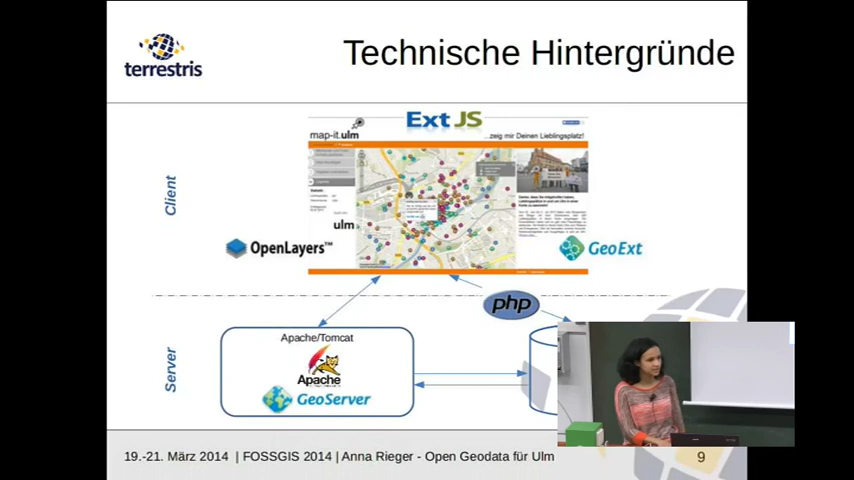 terrestris
Technische Hintergründe
Ext JS
map-it.ulm
...zeig mir Deinen Lieblingsplatz!
Client
ulm
OpenLayers™
GeoExt
php
Server
Apache/Tomcat
Apache
GeoServer
19.-21. März 2014 | FOSSGIS 2014 | Anna Rieger - Open Geodata für Ulm
9